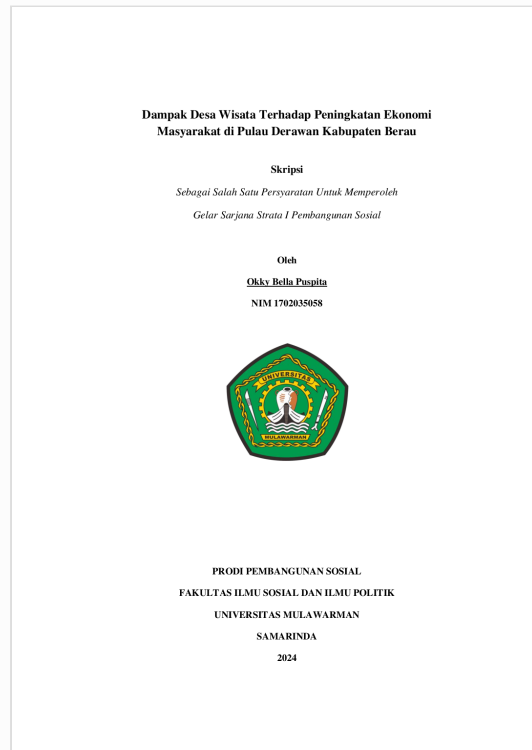 Dampak Desa Wisata Terhadap Peningkatan Ekonomi
Masyarakat di Pulau Derawan Kabupaten Berau
Skripsi
Sebagai Salah Satu Persyaratan Untuk Memperoleh
Gelar Sarjana Strata I Pembangunan Sosial
Oleh
Okky Bella Puspita
NIM 1702035058
UNIVERSITAS
MULAWARMAN
PRODI PEMBANGUNAN SOSIAL
FAKULTAS ILMU SOSIAL DAN ILMU POLITIK
UNIVERSITAS MULAWARMAN
SAMARINDA
2024